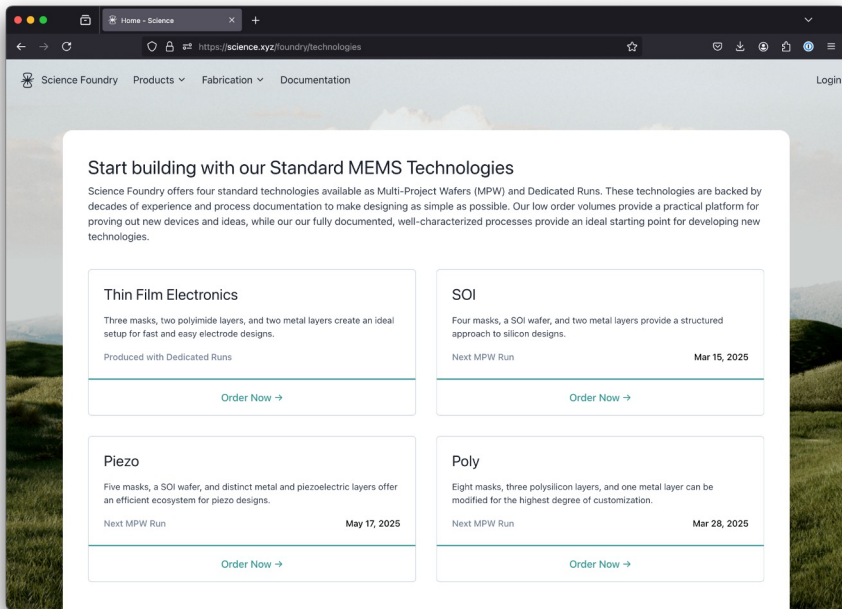 Home – Science
https://science.xyz/foundry/technologies
Science Foundry Products Fabrication Documentation Login
Start building with our Standard MEMS Technologies
Science Foundry offers four standard technologies available as Multi-Project Wafers (MPW) and Dedicated Runs. These technologies are backed by
decades of experience and process documentation to make designing as simple as possible. Our low order volumes provide a practical platform for
proving out new devices and ideas, while our our fully documented, well-characterized processes provide an ideal starting point for developing new
technologies.
Thin Film Electronics
Three masks, two polyimide layers, and two metal layers create an ideal
setup for fast and easy electrode designs.
Produced with Dedicated Runs
Order Now →
SOI
Four masks, a SOI wafer, and two metal layers provide a structured
approach to silicon designs.
Next MPW Run Mar 15, 2025
Order Now →
Piezo
Five masks, a SOI wafer, and distinct metal and piezoelectric layers offer
an efficient ecosystem for piezo designs.
Next MPW Run May 17, 2025
Order Now →
Poly
Eight masks, three polysilicon layers, and one metal layer can be
modified for the highest degree of customization.
Next MPW Run Mar 28, 2025
Order Now →